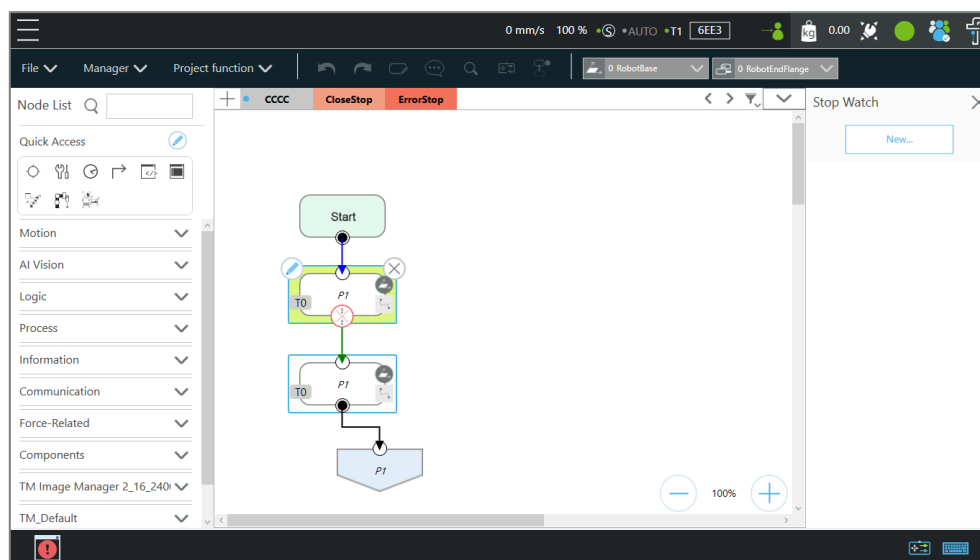 0 mm/s 100 % S AUTO T1 6EE3 kg 0.00
File Manager Project function 0 RobotBase 0 RobotEndFlange
Node List CCCC CloseStop ErrorStop Stop Watch
New...
Quick Access
Motion
AI Vision
Logic
Process
Information
Communication
Force-Related
Components
TM Image Manager 2_16_240
TM_Default
Start
P1
T0
P1
T0
P1
100%